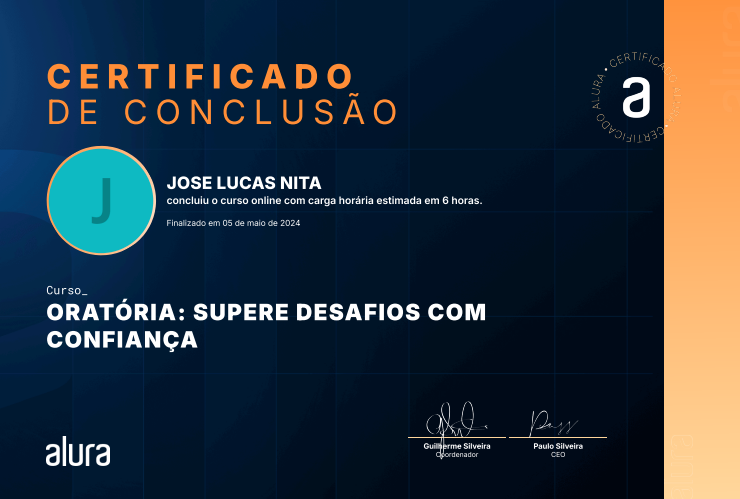 CERTIFICADO
DE CONCLUSÃO
CERTIFICADO ALURA • CERTIFICADO ALURA •
a
J
JOSE LUCAS NITA
concluiu o curso online com carga horária estimada em 6 horas.
Finalizado em 05 de maio de 2024
Curso_
ORATÓRIA: SUPERE DESAFIOS COM
CONFIANÇA
Guilherme Silveira
Coordenador
Paulo Silveira
CEO
alura